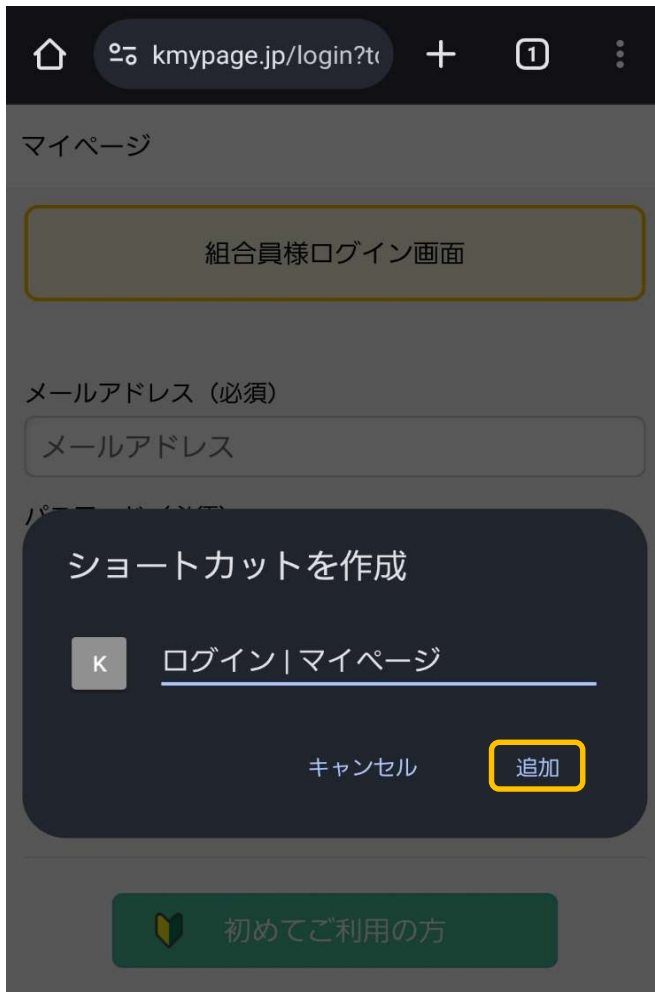 kmypage.jp/login?to
1
マイページ
組合員様ログイン画面
メールアドレス（必須）
メールアドレス
ショートカットを作成
K
ログイン | マイページ
キャンセル
追加
初めてご利用の方